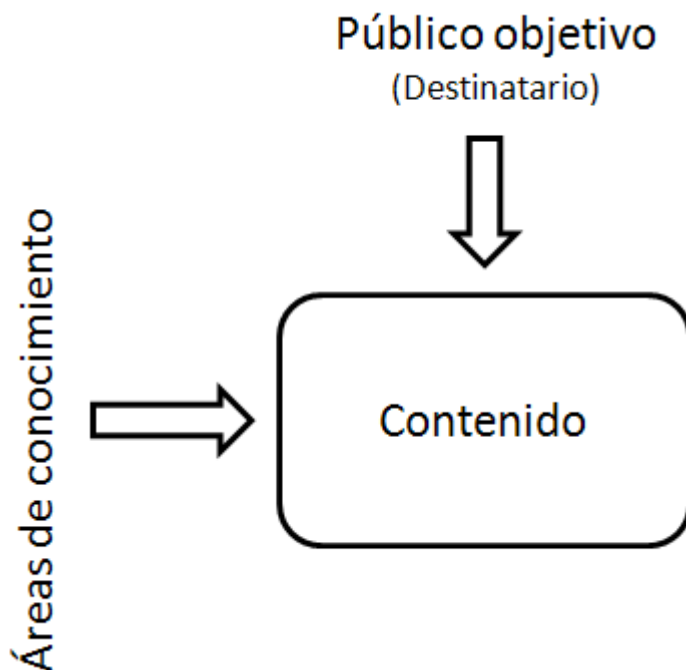 Público objetivo
(Destinatario)
Áreas de conocimiento
Contenido